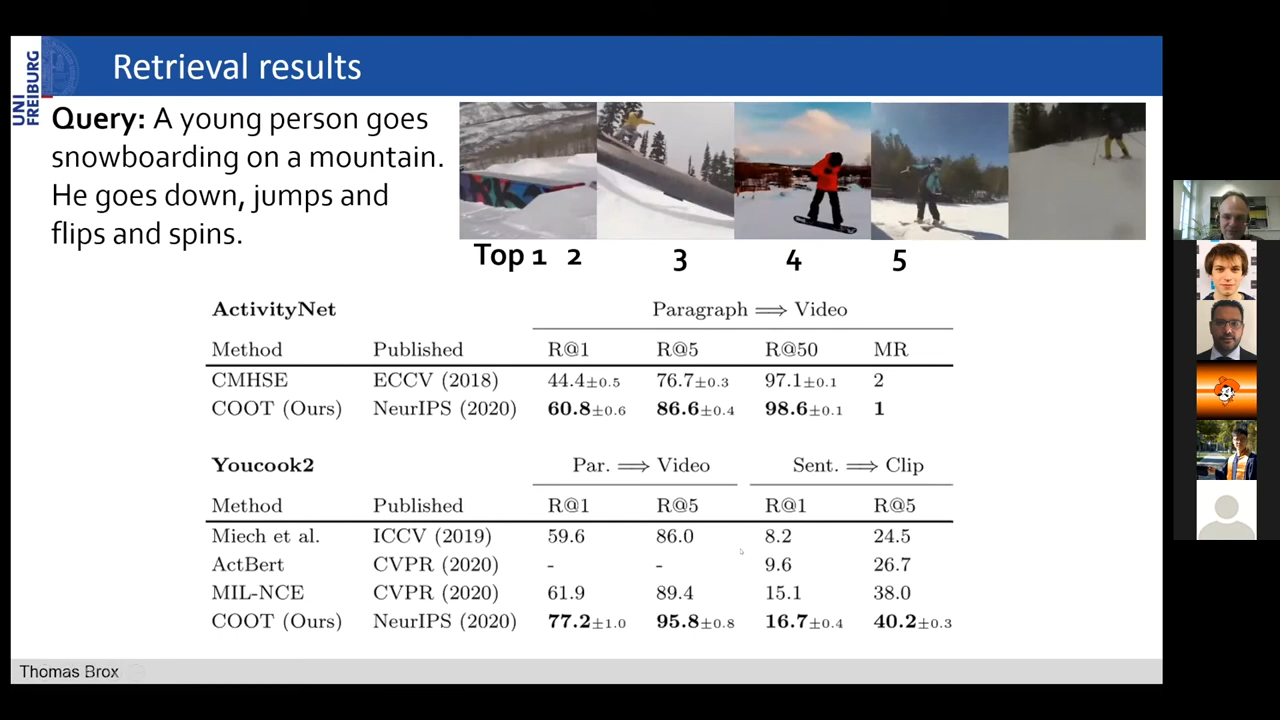 UNI
FREIBURG
Retrieval results
Query: A young person goes
snowboarding on a mountain.
He goes down, jumps and
flips and spins.
Top 1 2 3 4 5
ActivityNet Paragraph ⟹ Video
Method Published R@1 R@5 R@50 MR
CMHSE ECCV (2018) 44.4±0.5 76.7±0.3 97.1±0.1 2
COOT (Ours) NeurIPS (2020) 60.8±0.6 86.6±0.4 98.6±0.1 1
Youcook2 Par. ⟹ Video Sent. ⟹ Clip
Method Published R@1 R@5 R@1 R@5
Miech et al. ICCV (2019) 59.6 86.0 8.2 24.5
ActBert CVPR (2020) - - 9.6 26.7
MIL-NCE CVPR (2020) 61.9 89.4 15.1 38.0
COOT (Ours) NeurIPS (2020) 77.2±1.0 95.8±0.8 16.7±0.4 40.2±0.3
Thomas Brox